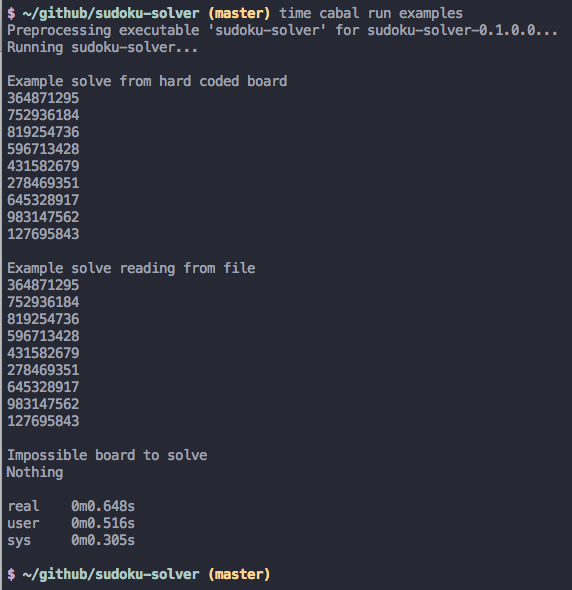 $ ~/github/sudoku-solver (master) time cabal run examples
Preprocessing executable 'sudoku-solver' for sudoku-solver-0.1.0.0...
Running sudoku-solver...
Example solve from hard coded board
364871295
752936184
819254736
596713428
431582679
278469351
645328917
983147562
127695843
Example solve reading from file
364871295
752936184
819254736
596713428
431582679
278469351
645328917
983147562
127695843
Impossible board to solve
Nothing
real    0m0.648s
user    0m0.516s
sys     0m0.305s
$ ~/github/sudoku-solver (master)